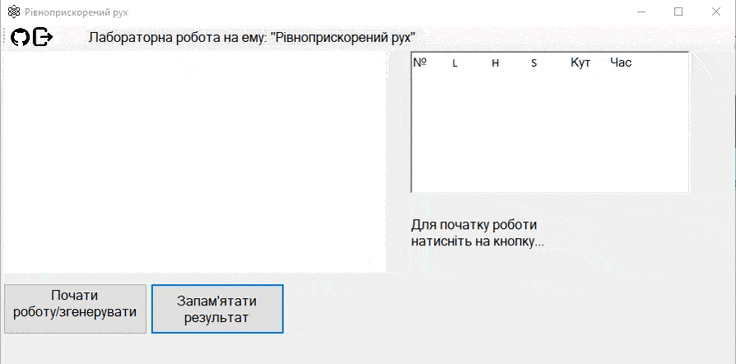 Рівноприскорений рух
Лабораторна робота на ему: "Рівноприскорений рух"
№ L H S Кут Час
Для початку роботи
натисніть на кнопку...
Почати
роботу/згенерувати
Запам'ятати
результат